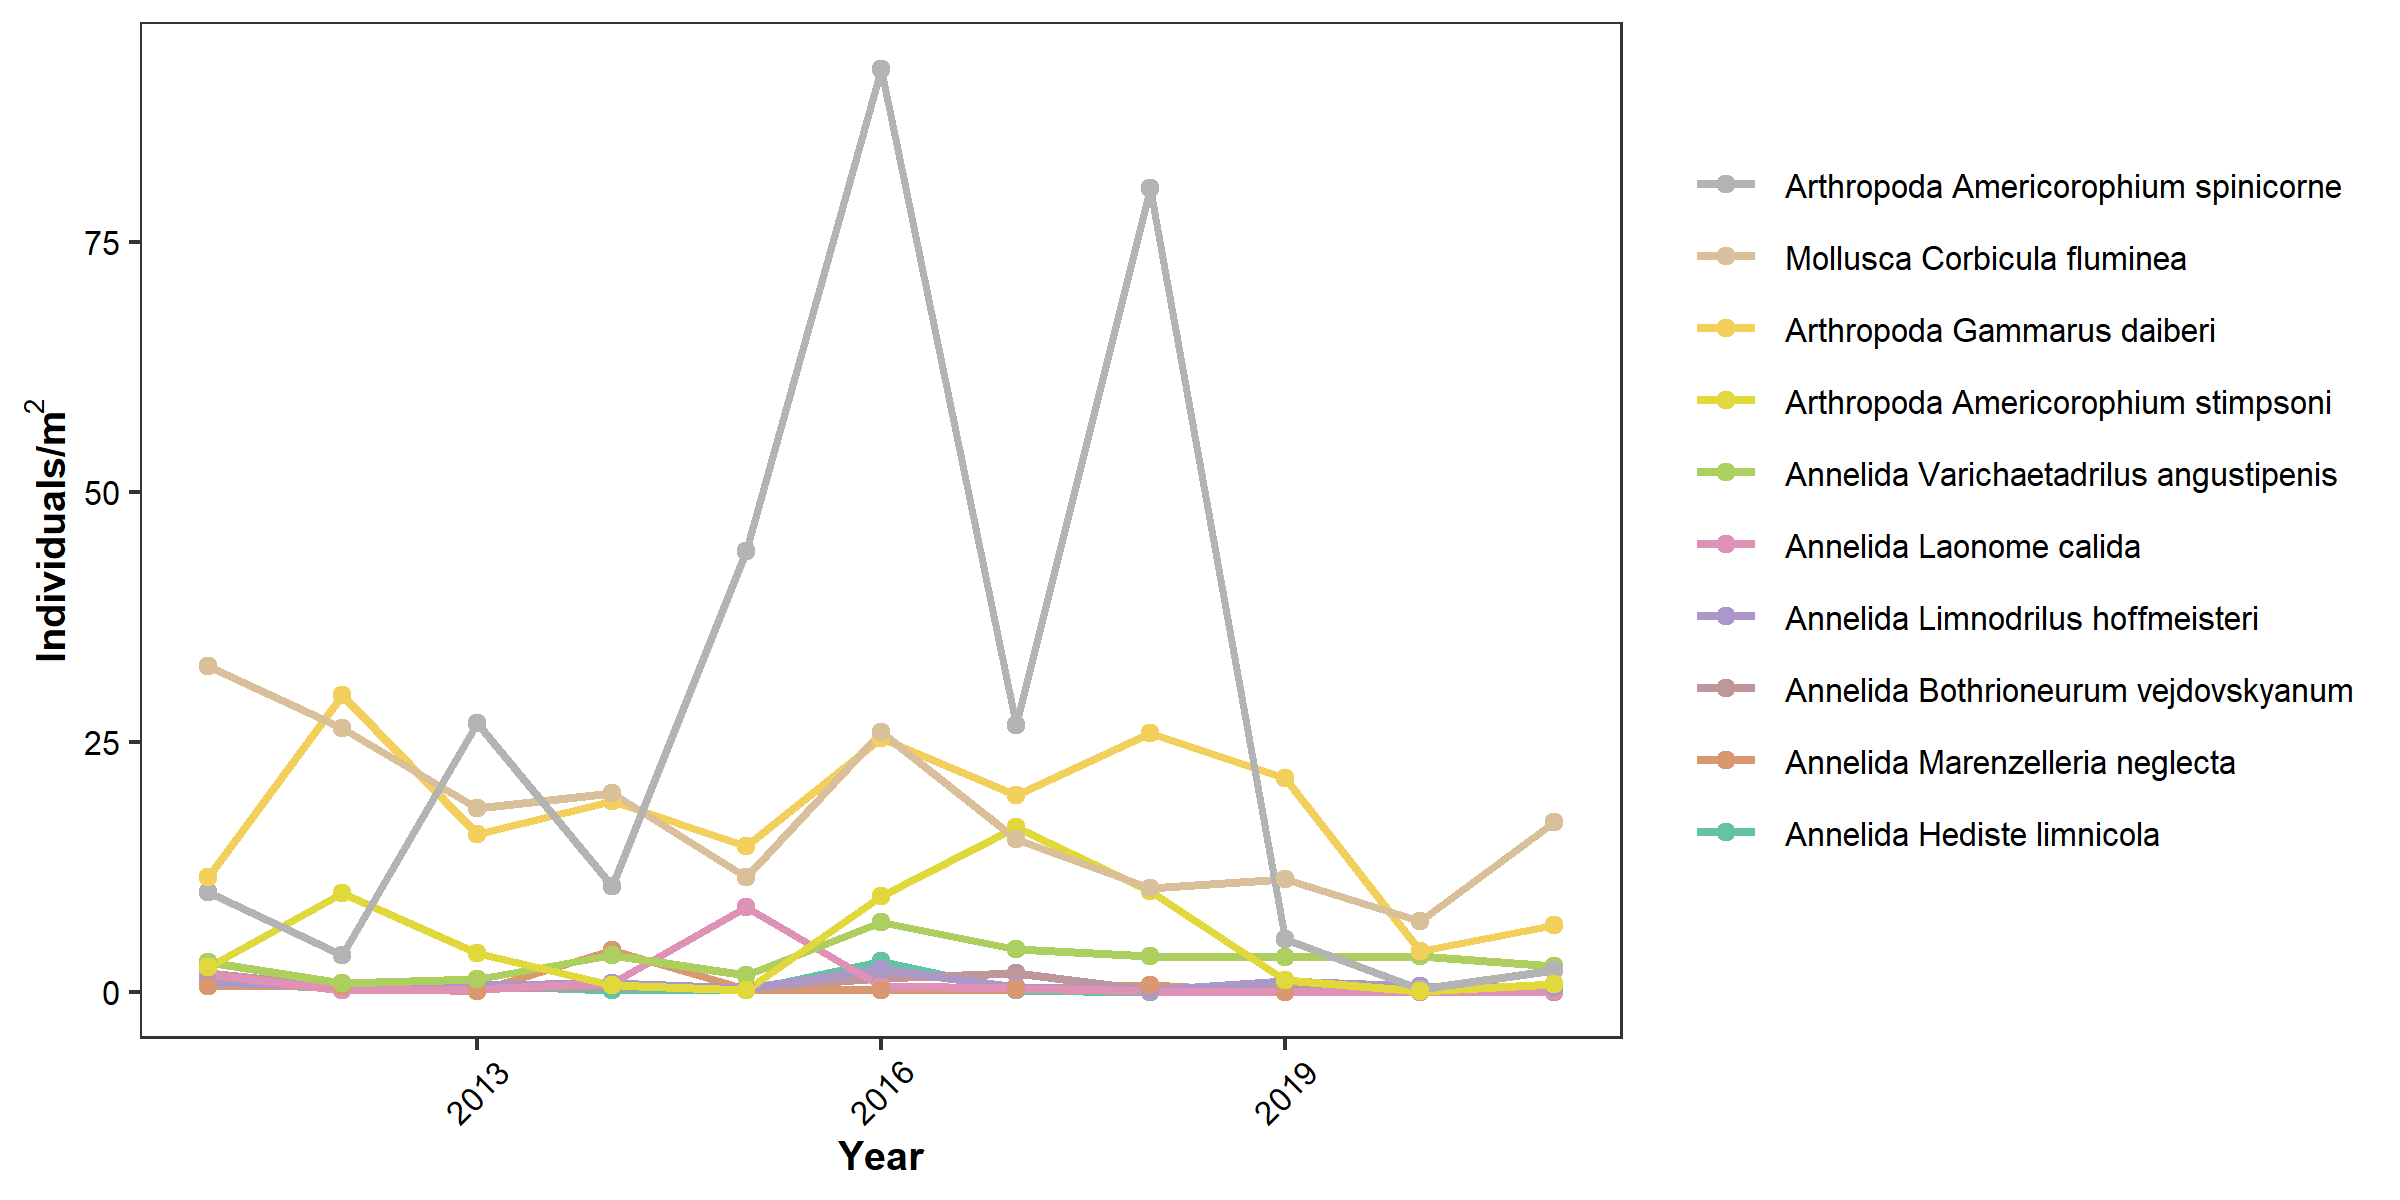 Individuals/m²
75
50
25
0
2013
2016
2019
Year
Arthropoda Americorophium spinicorne
Mollusca Corbicula fluminea
Arthropoda Gammarus daiberi
Arthropoda Americorophium stimpsoni
Annelida Varichaetadrilus angustipenis
Annelida Laonome calida
Annelida Limnodrilus hoffmeisteri
Annelida Bothrioneurum vejdovskyanum
Annelida Marenzelleria neglecta
Annelida Hediste limnicola